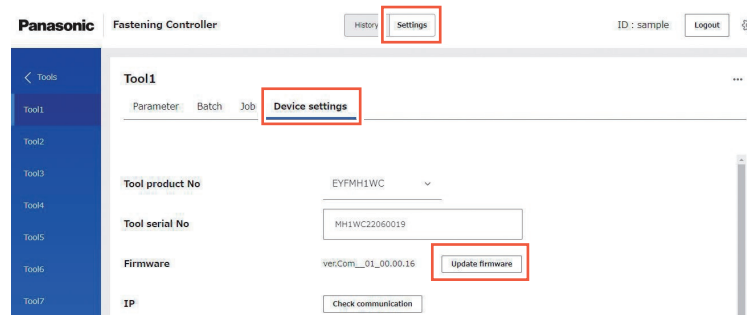 Panasonic Fastening Controller History Settings ID : sample Logout
Tools
Tool1
Tool2
Tool3
Tool4
Tool5
Tool6
Tool7
Tool1
Parameter Batch Job Device settings
Tool product No EYFMH1WC
Tool serial No MH1WC22060019
Firmware ver.Com__01_00.00.16 Update firmware
IP Check communication